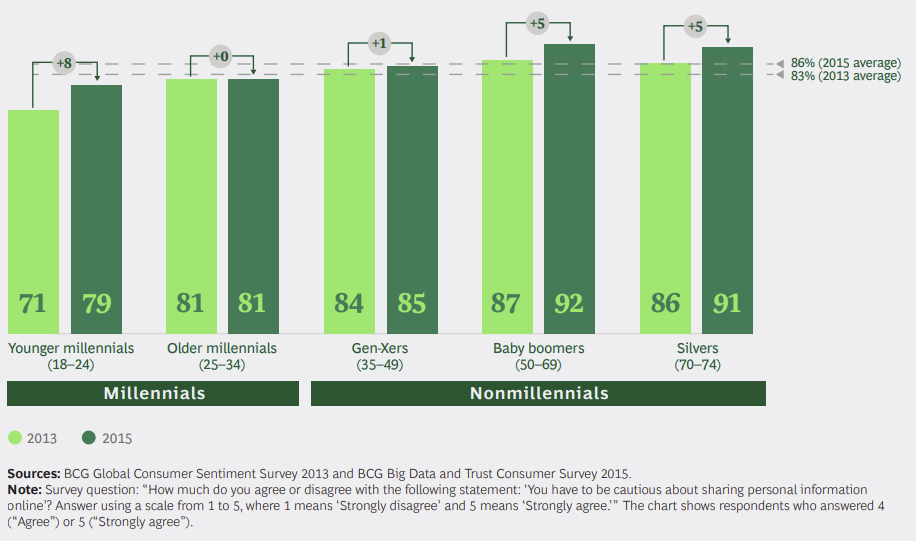 +8
+0
+1
+5
+5
86% (2015 average)
83% (2013 average)
71 79 81 81 84 85 87 92 86 91
Younger millennials Older millennials Gen-Xers Baby boomers Silvers
(18–24) (25–34) (35–49) (50–69) (70–74)
Millennials Nonmillennials
2013 2015
Sources: BCG Global Consumer Sentiment Survey 2013 and BCG Big Data and Trust Consumer Survey 2015.
Note: Survey question: “How much do you agree or disagree with the following statement: ‘You have to be cautious about sharing personal information
online’? Answer using a scale from 1 to 5, where 1 means ‘Strongly disagree’ and 5 means ‘Strongly agree.’” The chart shows respondents who answered 4
(“Agree”) or 5 (“Strongly agree”).